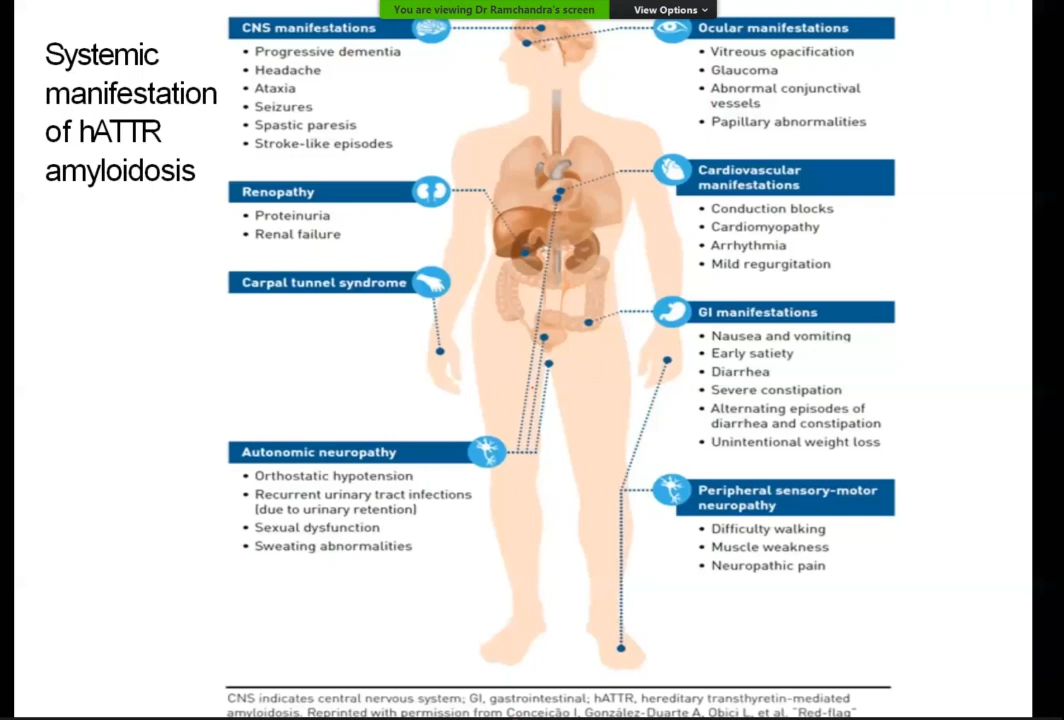 You are viewing Dr Ramchandra's screen
View Options
Systemic
manifestation
of hATTR
amyloidosis
CNS manifestations
• Progressive dementia
• Headache
• Ataxia
• Seizures
• Spastic paresis
• Stroke-like episodes
Renopathy
• Proteinuria
• Renal failure
Carpal tunnel syndrome
Autonomic neuropathy
• Orthostatic hypotension
• Recurrent urinary tract infections
(due to urinary retention)
• Sexual dysfunction
• Sweating abnormalities
Ocular manifestations
• Vitreous opacification
• Glaucoma
• Abnormal conjunctival
vessels
• Papillary abnormalities
Cardiovascular
manifestations
• Conduction blocks
• Cardiomyopathy
• Arrhythmia
• Mild regurgitation
GI manifestations
• Nausea and vomiting
• Early satiety
• Diarrhea
• Severe constipation
• Alternating episodes of
diarrhea and constipation
• Unintentional weight loss
Peripheral sensory-motor
neuropathy
• Difficulty walking
• Muscle weakness
• Neuropathic pain
CNS indicates central nervous system; GI, gastrointestinal; hATTR, hereditary transthyretin-mediated
amyloidosis. Reprinted with permission from Conceição I, González-Duarte A, Obici L, et al. "Red-flag"